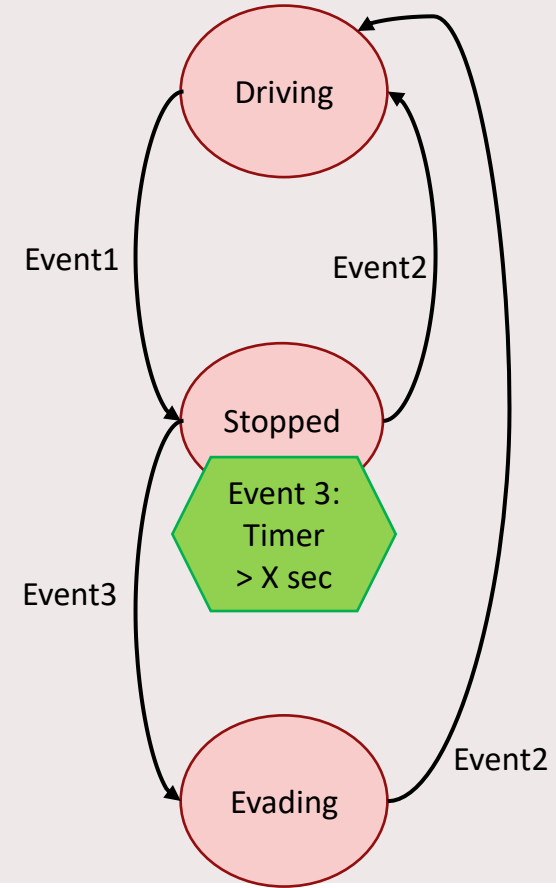 Driving
Event1
Event2
Stopped
Event 3:
Timer
> X sec
Event3
Event2
Evading